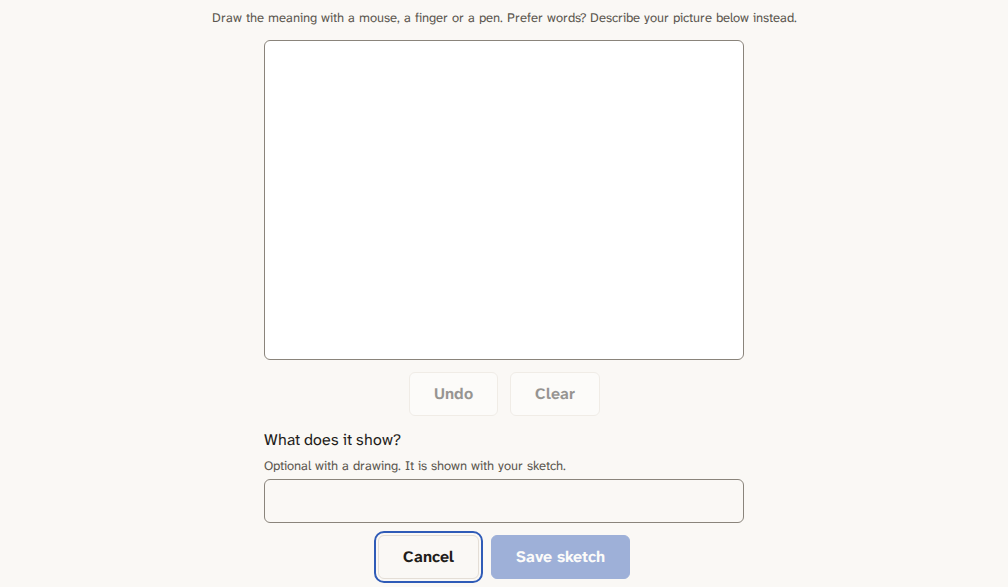 Draw the meaning with a mouse, a finger or a pen. Prefer words? Describe your picture below instead.
Undo
Clear
What does it show?
Optional with a drawing. It is shown with your sketch.
Cancel
Save sketch